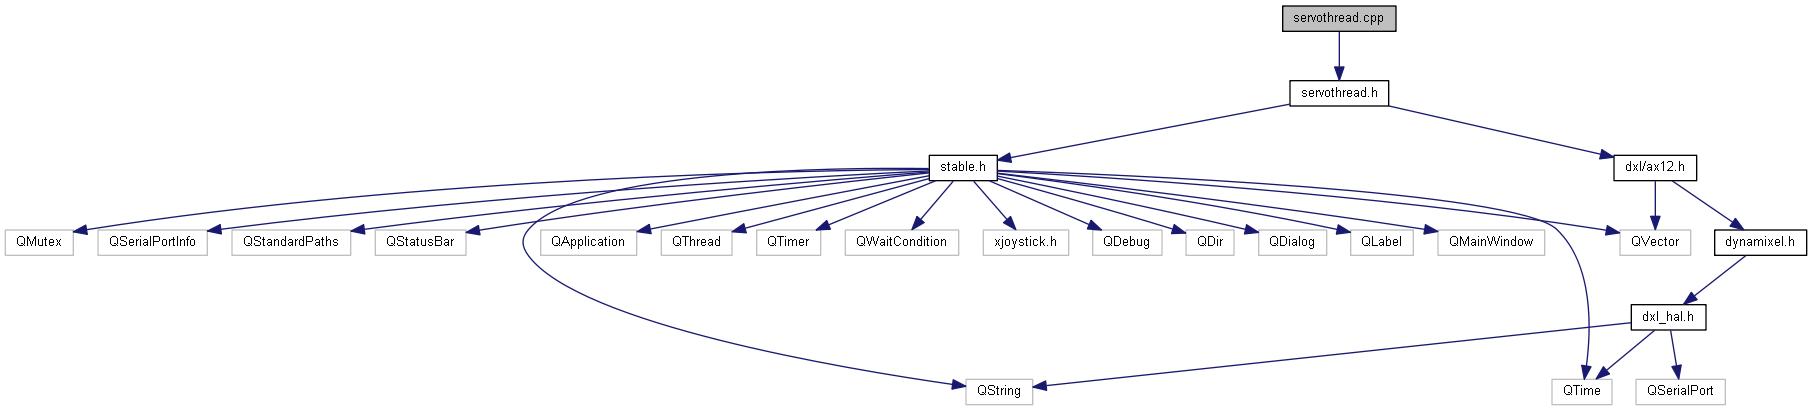 servothread.cpp
servothread.h
stable.h
dxl/ax12.h
QMutex
QSerialPortInfo
QStandardPaths
QStatusBar
QApplication
QThread
QTimer
QWaitCondition
xjoystick.h
QDebug
QDir
QDialog
QLabel
QMainWindow
QVector
dynamixel.h
dxl_hal.h
QString
QTime
QSerialPort